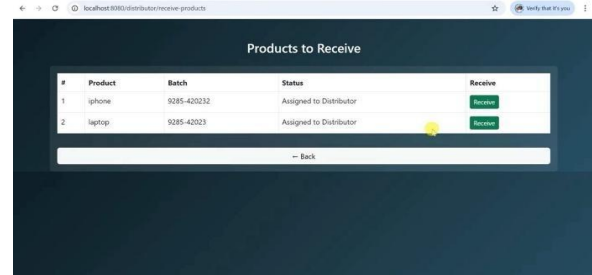 localhost:8080/distributor/receive-products
Verify that it's you
Products to Receive
# Product Batch Status Receive
1 iphone 9285-420232 Assigned to Distributor Receive
2 laptop 9285-42023 Assigned to Distributor Receive
← Back